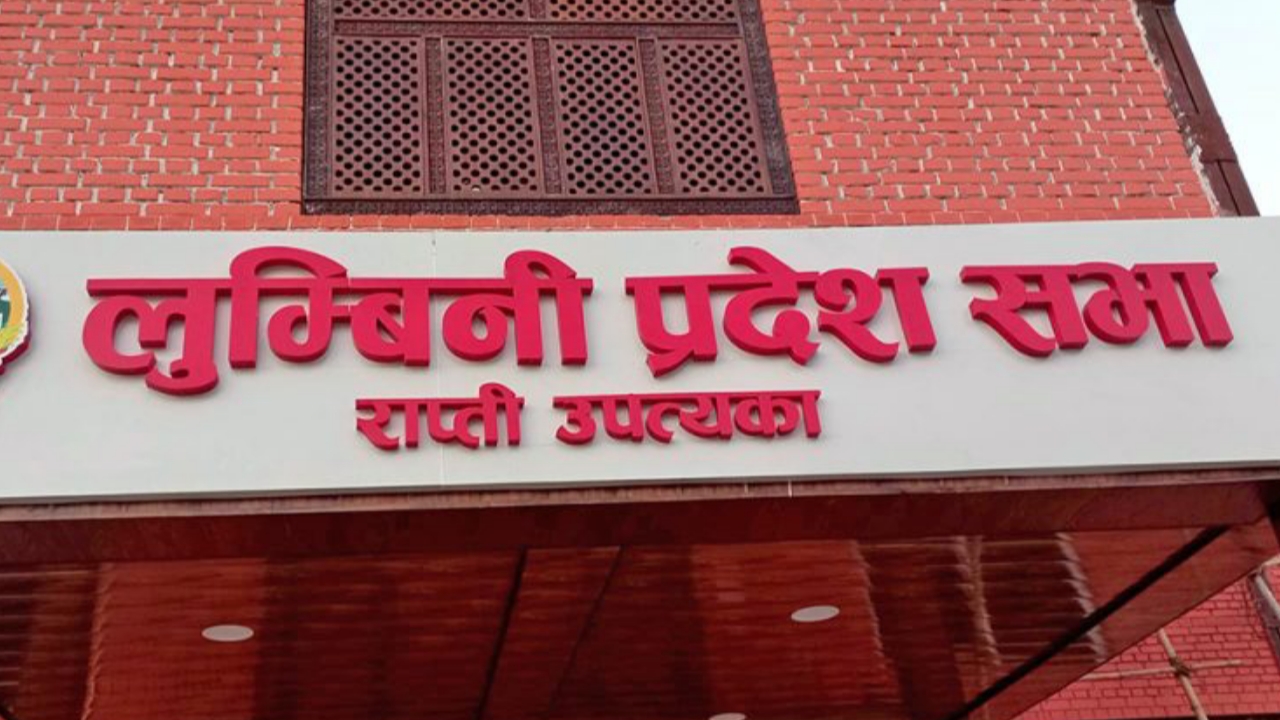 लुम्बिनी प्रदेश सभा
राप्ती उपत्यका